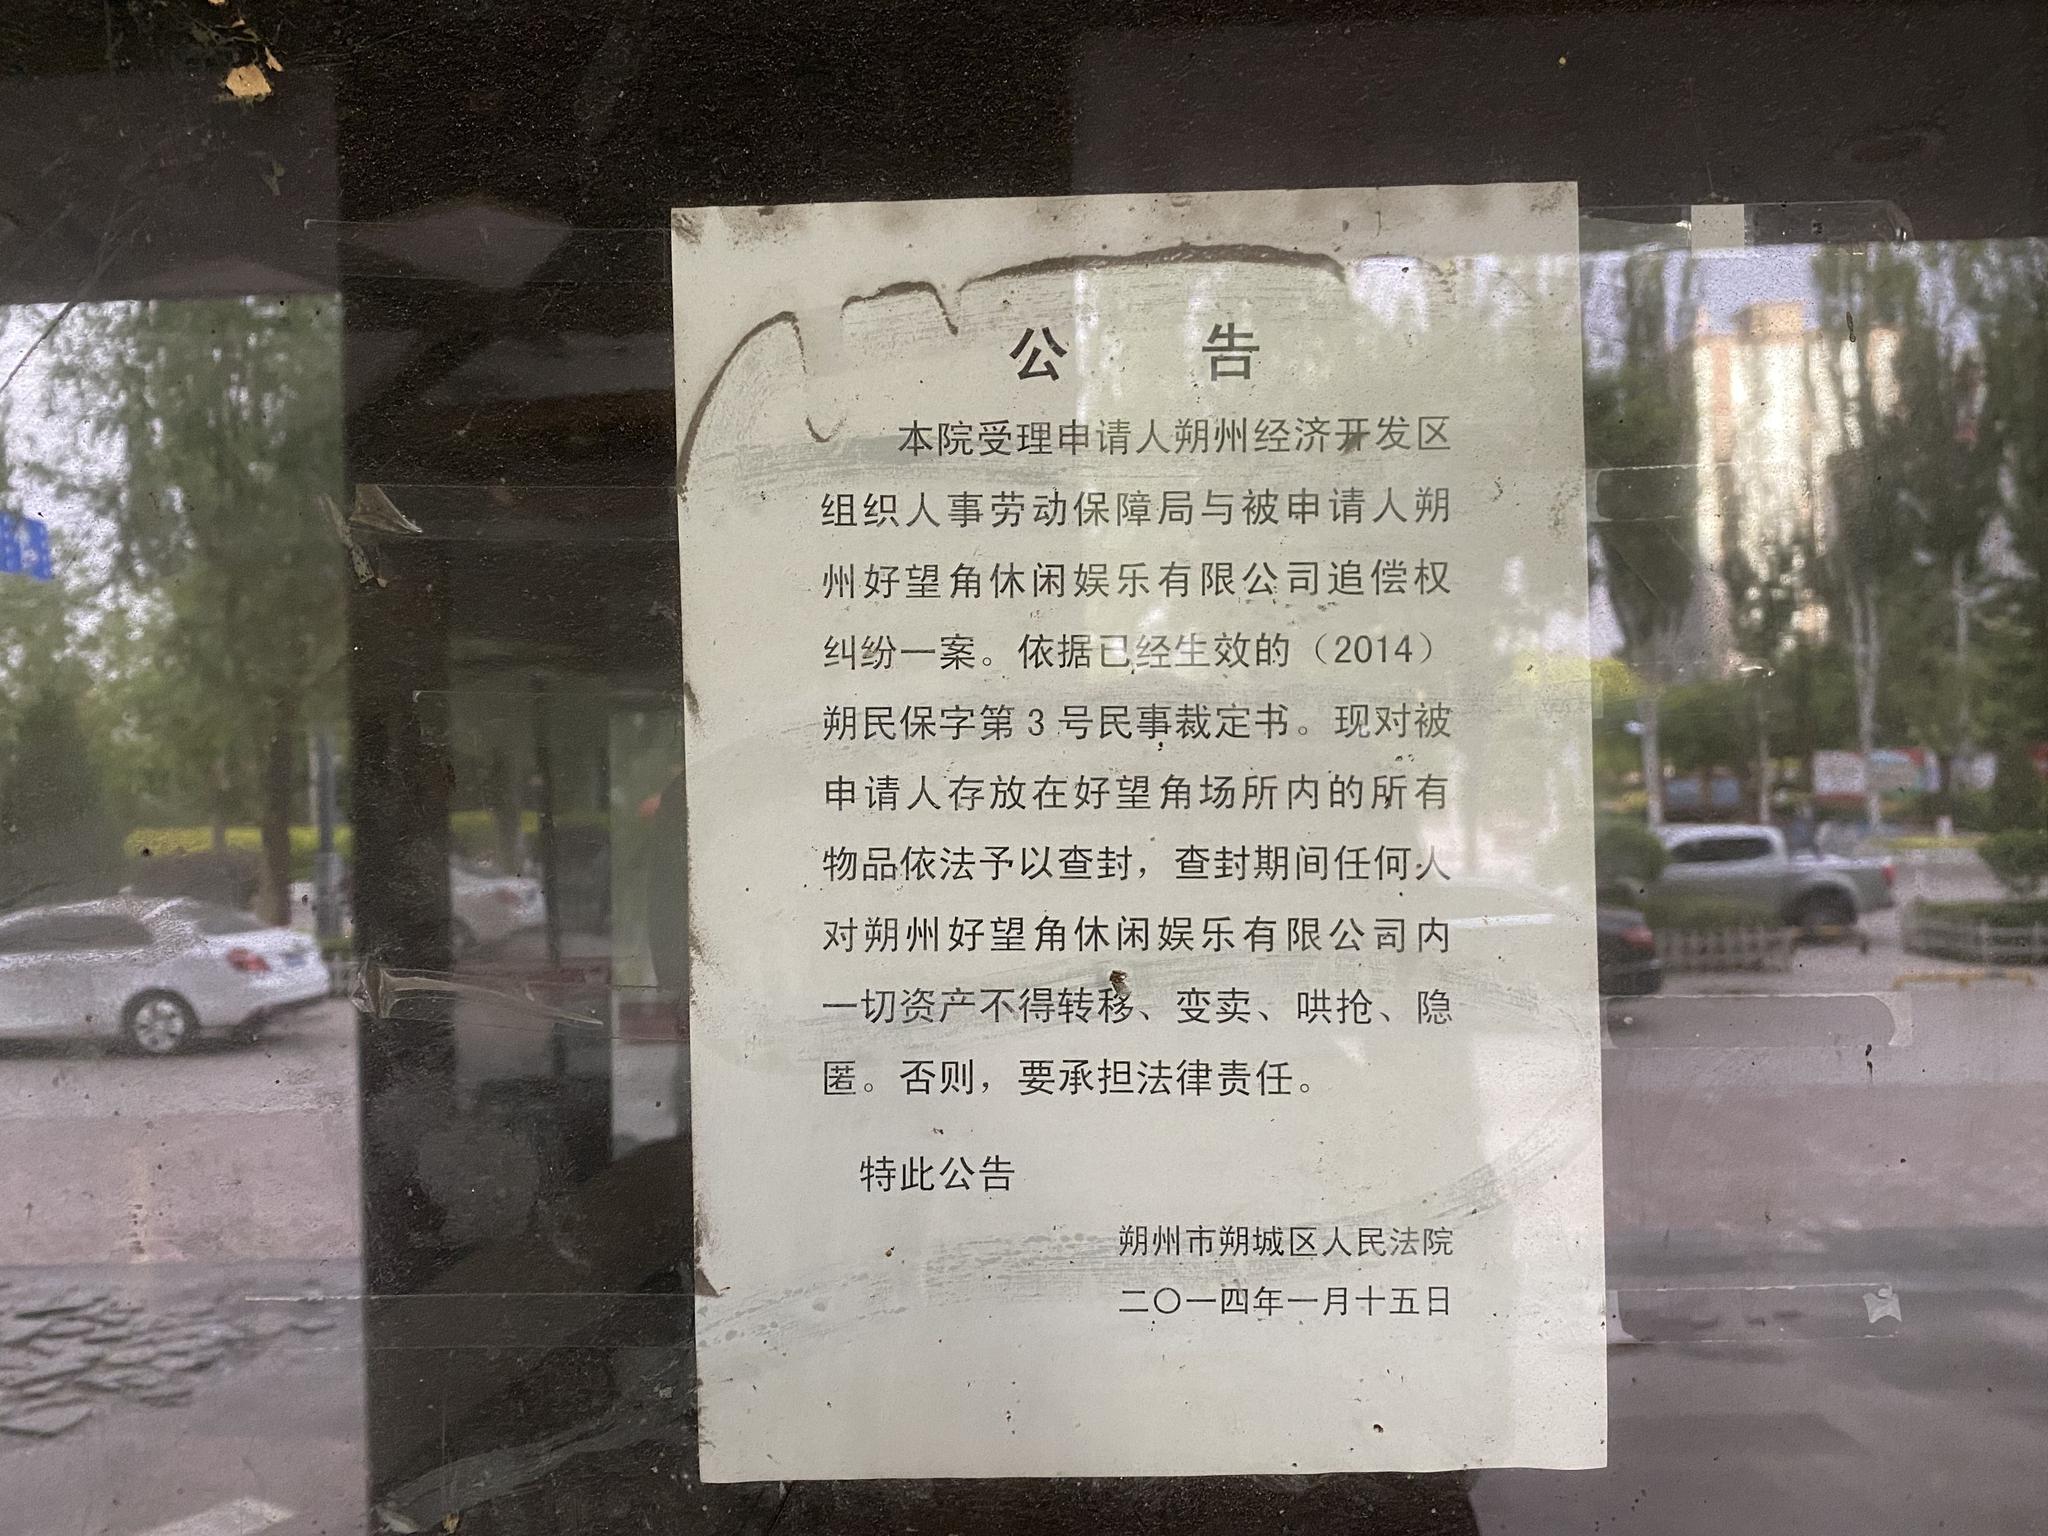 公 告
本院受理申请人朔州经济开发区
组织人事劳动保障局与被申请人朔
州好望角休闲娱乐有限公司追偿权
纠纷一案。依据已经生效的（2014）
朔民保字第 3 号民事裁定书。现对被
申请人存放在好望角场所内的所有
物品依法予以查封，查封期间任何人
对朔州好望角休闲娱乐有限公司内
一切资产不得转移、变卖、哄抢、隐
匿。否则，要承担法律责任。
特此公告
朔州市朔城区人民法院
二〇一四年一月十五日